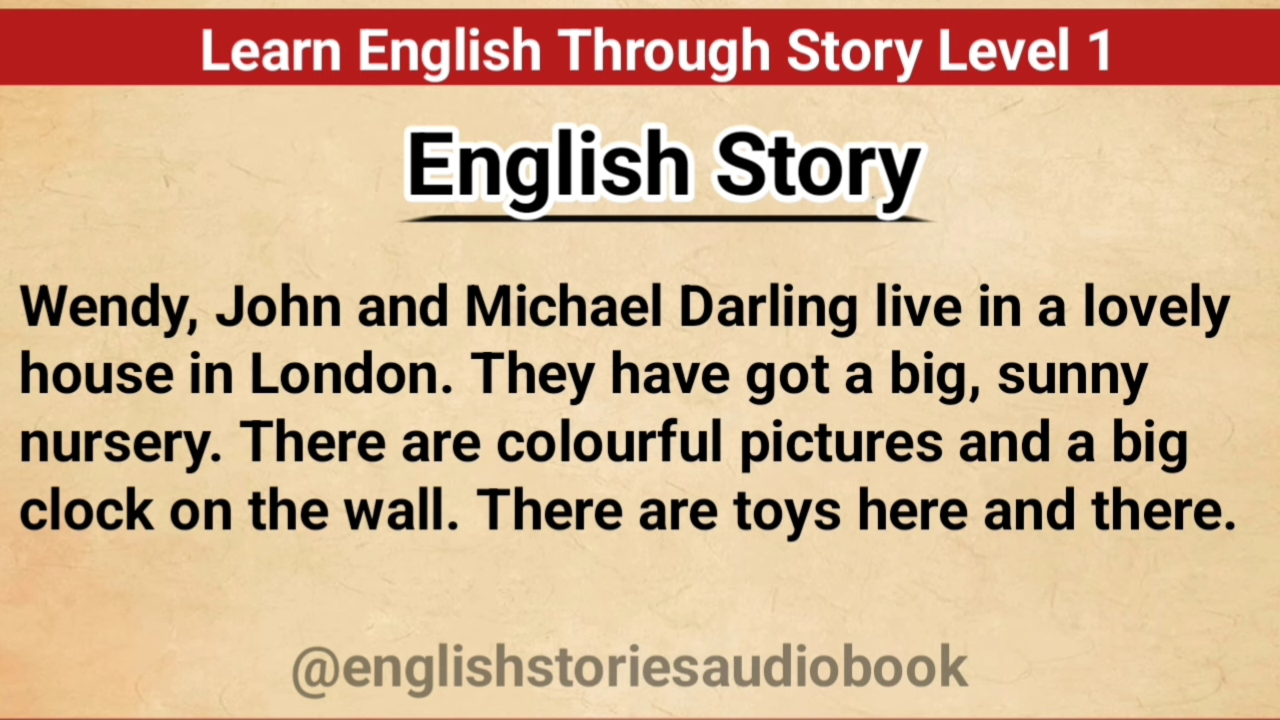 Learn English Through Story Level 1
English Story
Wendy, John and Michael Darling live in a lovely
house in London. They have got a big, sunny
nursery. There are colourful pictures and a big
clock on the wall. There are toys here and there.
@englishstoriesaudiobook